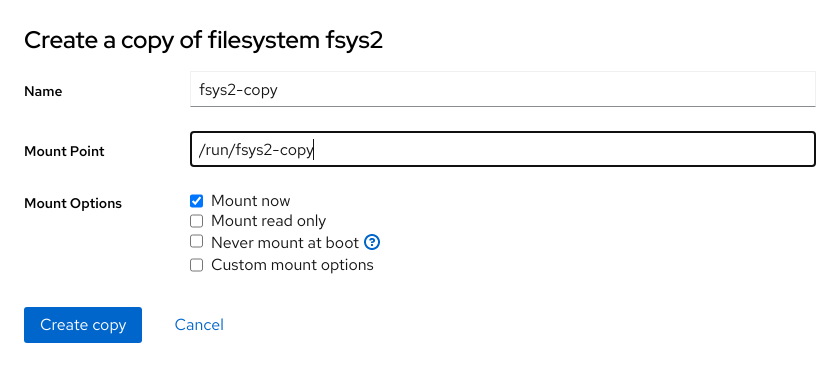 Create a copy of filesystem fsys2
Name fsys2-copy
Mount Point /run/fsys2-copy
Mount Options Mount now
Mount read only
Never mount at boot ?
Custom mount options
Create copy Cancel